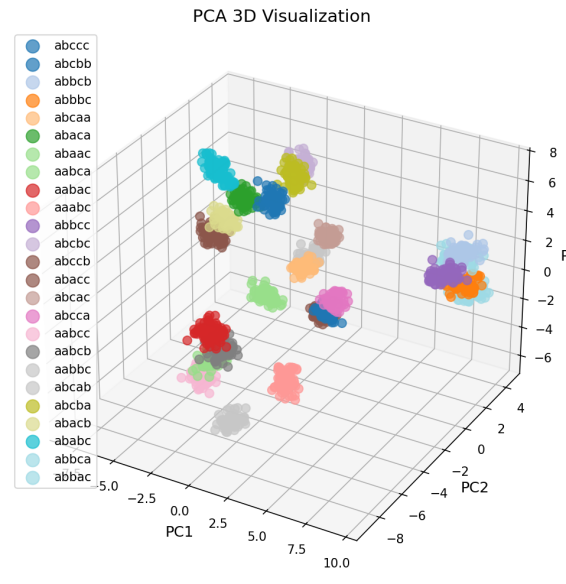 PCA 3D Visualization
abccc
abcbb
abbcb
abbbc
abcaa
abaca
abaac
aabca
aabac
aaabc
abbcc
abcbc
abccb
abacc
abcac
abcca
aabcc
aabcb
aabbc
abcab
abcba
abacb
ababc
abbca
abbac
8
6
4
2
0
−2
−4
−6
P
4
2
0
−2
−4
−6
−8
PC2
−7.5
−5.0
−2.5
0.0
2.5
5.0
7.5
10.0
PC1